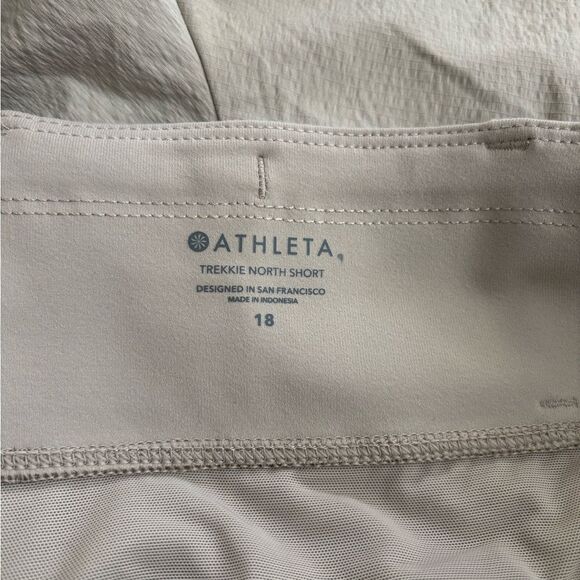 ATHLETA
TREKKIE NORTH SHORT
DESIGNED IN SAN FRANCISCO
MADE IN INDONESIA
18